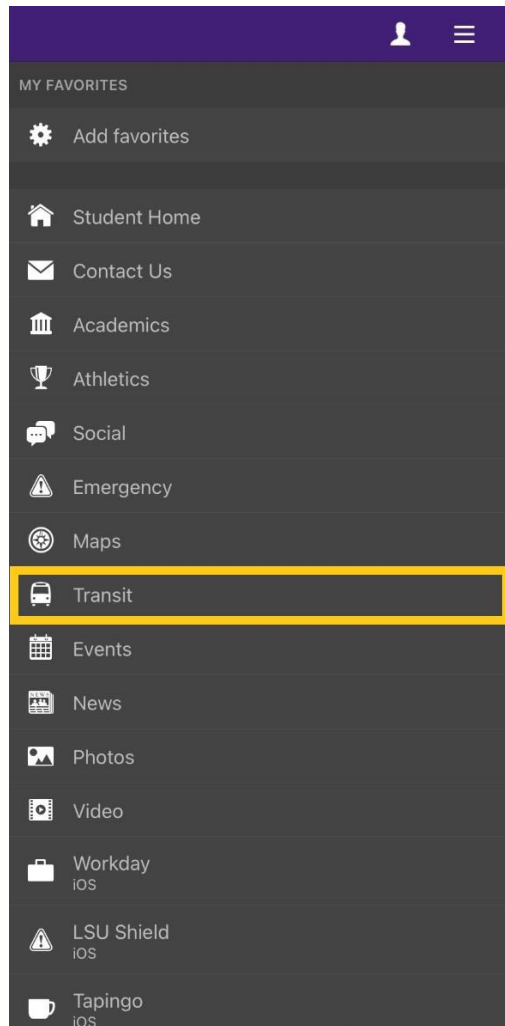 MY FAVORITES
Add favorites
Student Home
Contact Us
Academics
Athletics
Social
Emergency
Maps
Transit
Events
NEWS
News
Photos
Video
Workday
iOS
LSU Shield
iOS
Tapingo
iOS